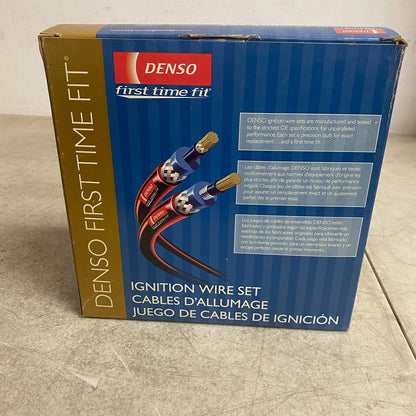 DENSO FIRST TIME FIT®
DENSO
first time fit®
DENSO ignition wire sets are manufactured and tested
to the strictest OE specifications for unparalleled
performance. Each set is precision built for exact
replacement . . . and a first time fit.
Les câbles d'allumage DENSO sont fabriqués et testés
conformément aux normes d'équipement d'origine les
plus strictes, afin de garantir un niveau de performance
inégalé. Chaque jeu de câbles est fabriqué avec précision
pour assurer un remplacement exact et un ajustement
parfait dès le premier essai.
Los juegos de cables de encendido DENSO están
fabricados y probados según las especificaciones más
estrictas de los fabricantes originales para ofrecerle un
rendimiento incomparable. Cada juego está fabricado
con la máxima precisión para un reemplazo exacto y un
encaje perfecto desde el primer momento.
DENSO
DENSO
IGNITION WIRE SET
CABLES D'ALLUMAGE
JUEGO DE CABLES DE IGNICIÓN